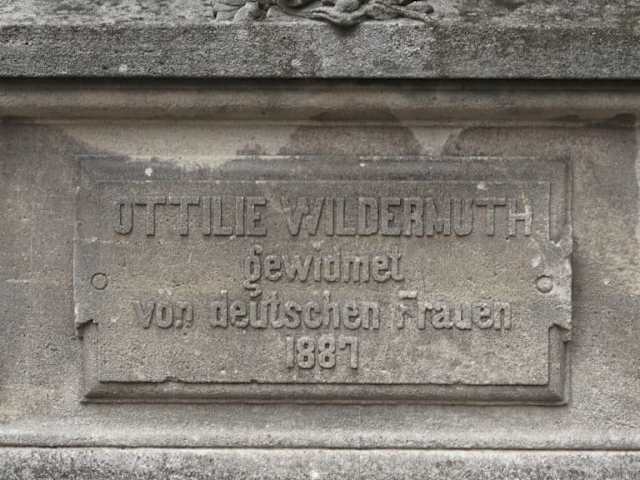 OTTILIE WILDERMUTH
gewidmet
von deutschen Frauen
1887